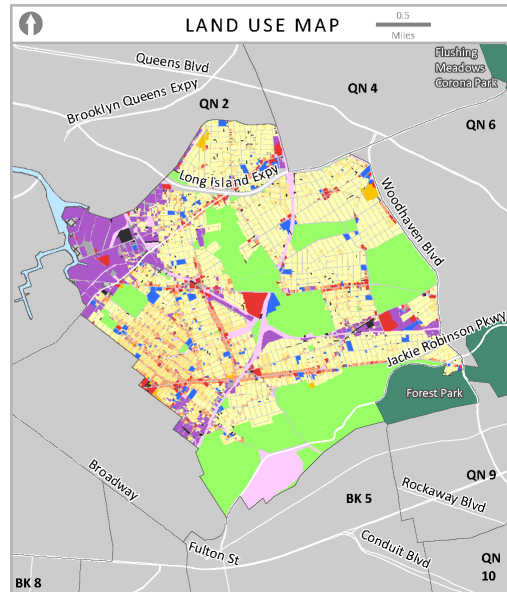 LAND USE MAP
0.5
Miles
Queens Blvd
Flushing
Meadows
Corona Park
Brooklyn Queens Expy
QN 4
QN 2
QN 6
Long Island Expy
Woodhaven Blvd
Jackie Robinson Pkwy
Forest Park
Broadway
QN 9
BK 5
Rockaway Blvd
Fulton St
Conduit Blvd
QN
10
BK 8